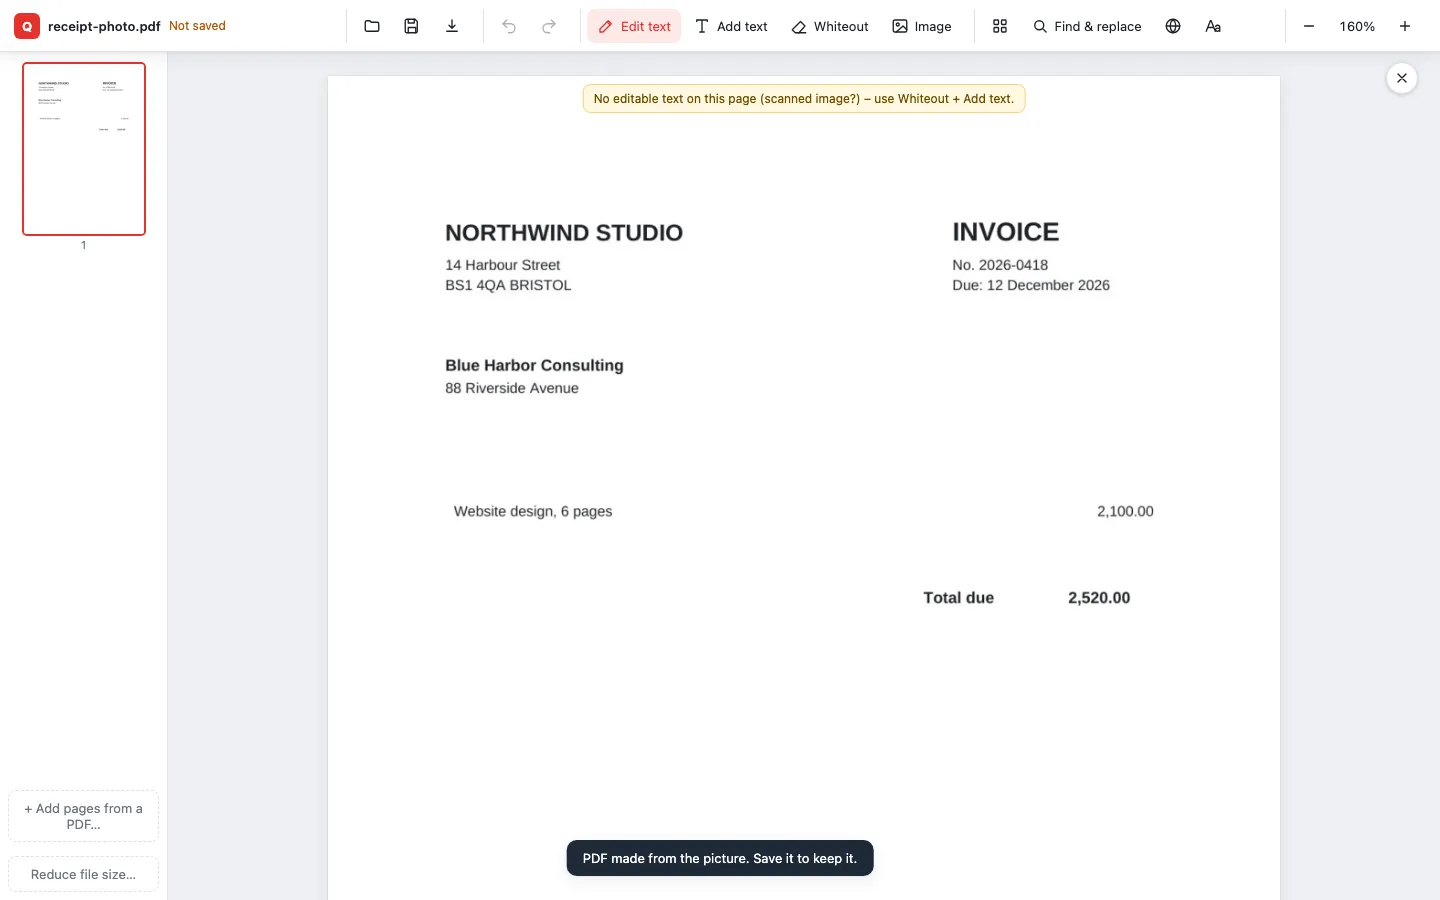 Q receipt-photo.pdf Not saved
Edit text
Add text
Whiteout
Image
Find & replace
Aa
160%
No editable text on this page (scanned image?) – use Whiteout + Add text.
NORTHWIND STUDIO
14 Harbour Street
BS1 4QA BRISTOL
INVOICE
No. 2026-0418
Due: 12 December 2026
Blue Harbor Consulting
88 Riverside Avenue
Website design, 6 pages 2,100.00
Total due 2,520.00
1
+ Add pages from a
PDF...
Reduce file size...
PDF made from the picture. Save it to keep it.